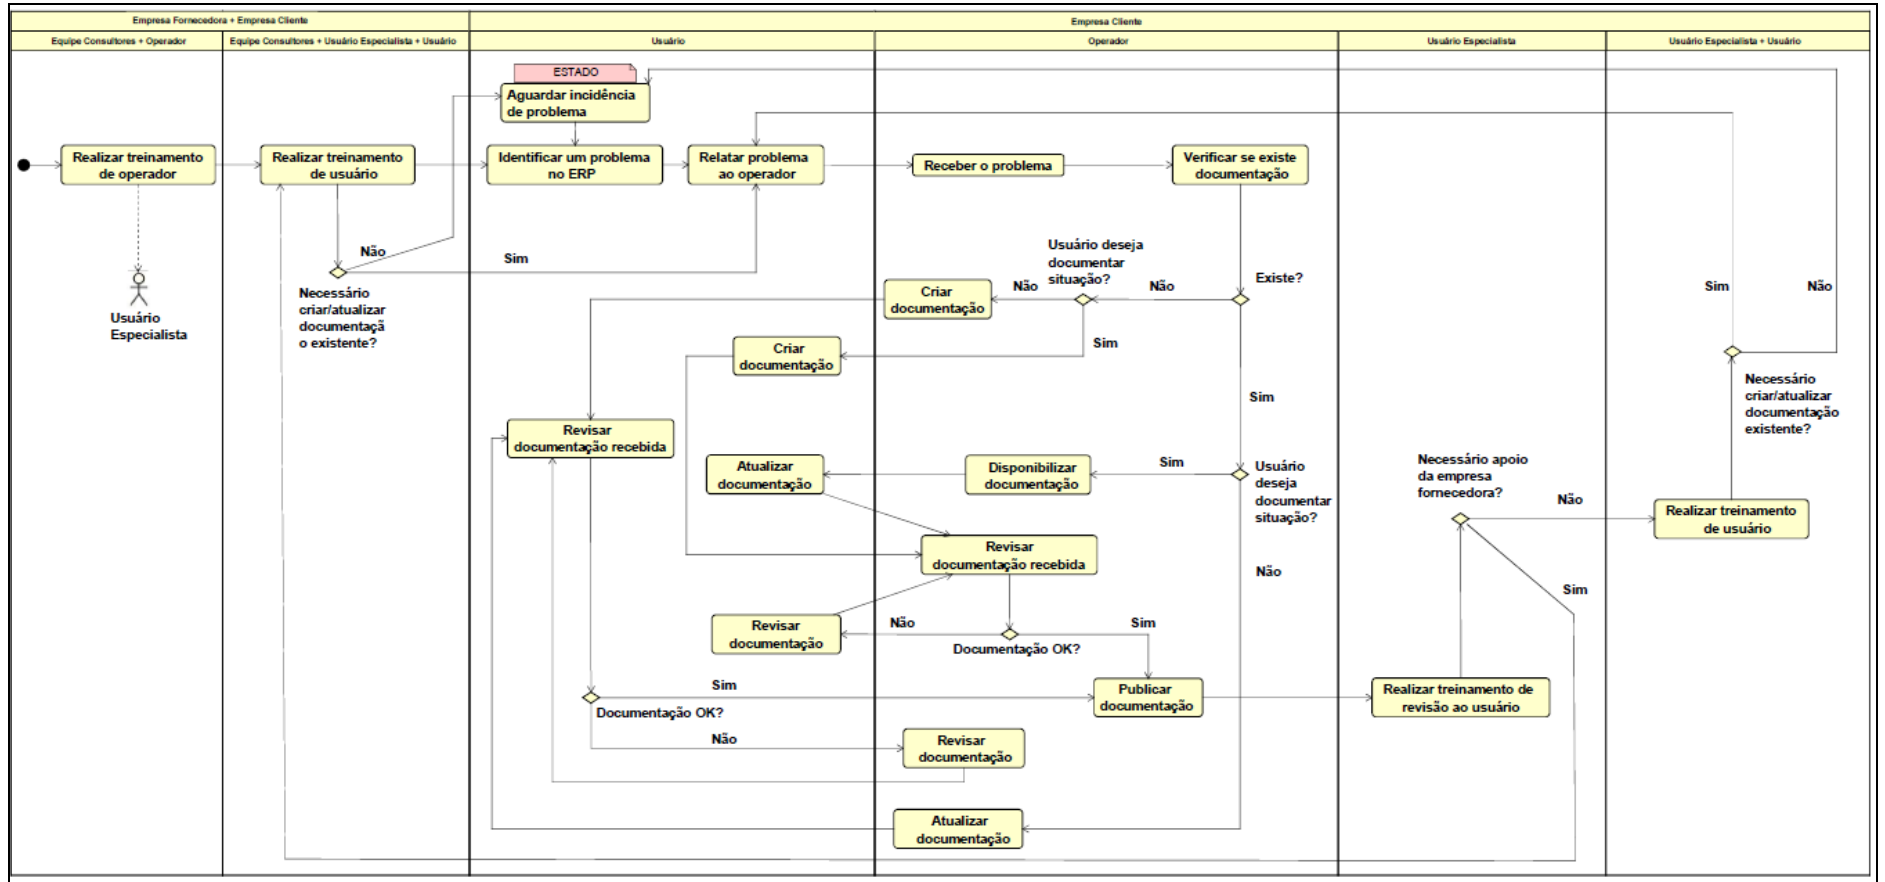 Empresa Fornecedora + Empresa Cliente
Empresa Cliente
Equipe Consultores + Operador
Equipe Consultores + Usuário Especialista + Usuário
Usuário
Operador
Usuário Especialista
Usuário Especialista + Usuário
ESTADO
Aguardar incidência
de problema
Realizar treinamento
de operador
Realizar treinamento
de usuário
Identificar um problema
no ERP
Relatar problema
ao operador
Receber o problema
Verificar se existe
documentação
Não
Sim
Usuário
Especialista
Necessário
criar/atualizar
documentaçã
o existente?
Usuário deseja
documentar
situação?
Existe?
Não
Não
Criar
documentação
Sim
Criar
documentação
Sim
Sim
Não
Necessário
criar/atualizar
documentação
existente?
Revisar
documentação recebida
Atualizar
documentação
Disponibilizar
documentação
Sim
Usuário
deseja
documentar
situação?
Necessário apoio
da empresa
fornecedora?
Não
Realizar treinamento
de usuário
Revisar
documentação recebida
Não
Sim
Revisar
documentação
Não
Sim
Documentação OK?
Sim
Documentação OK?
Publicar
documentação
Realizar treinamento de
revisão ao usuário
Não
Revisar
documentação
Atualizar
documentação